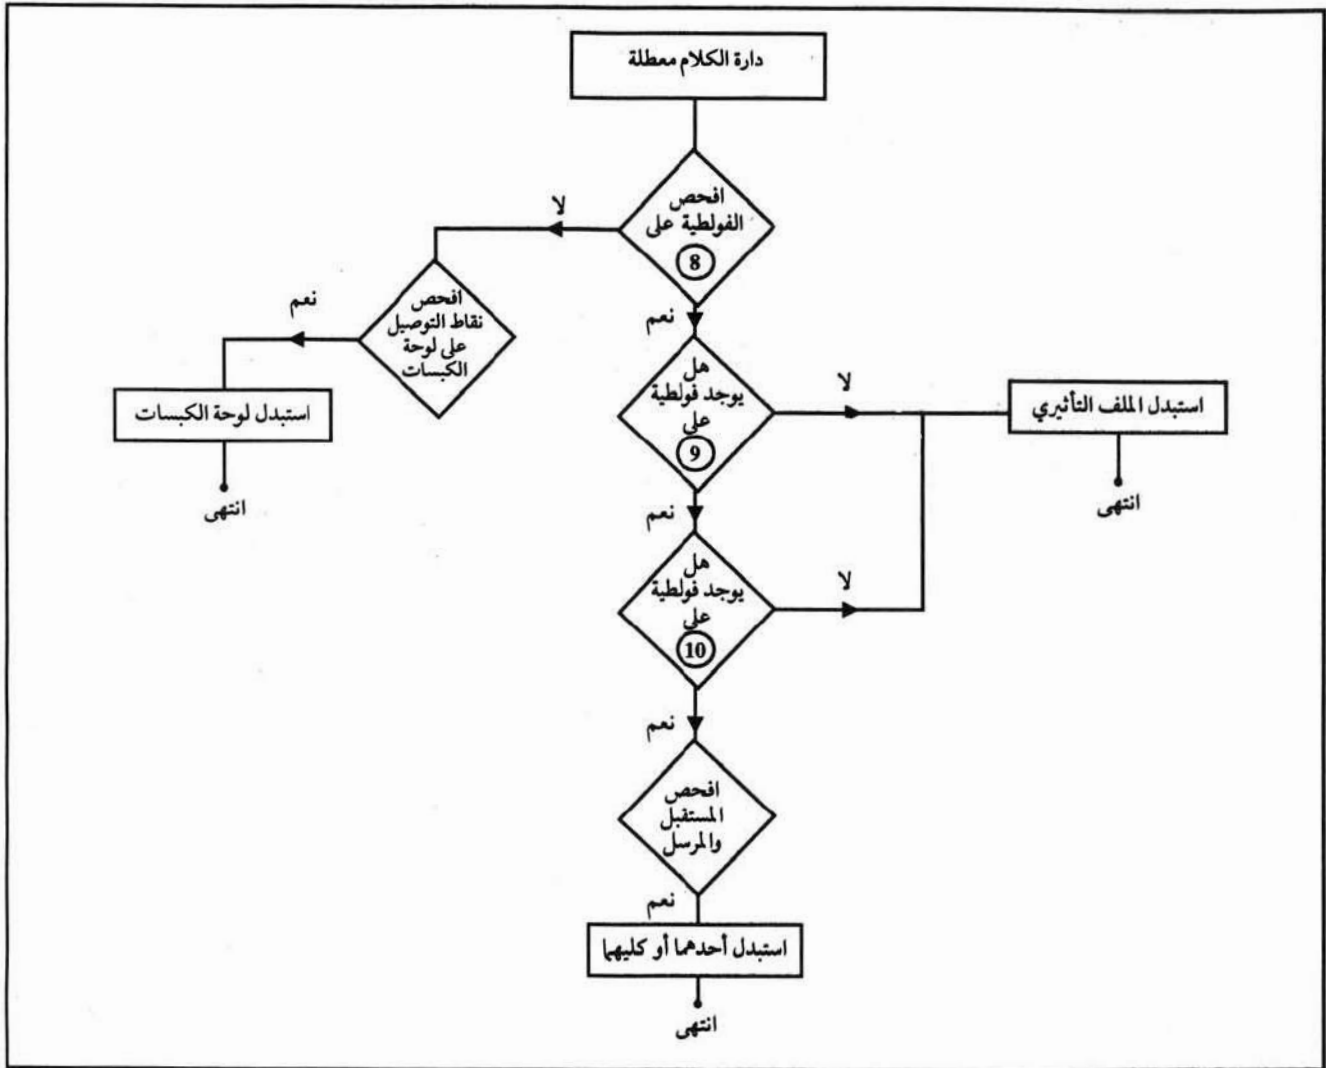 دارة الكلام معطلة
افحص
الفولطية على
8
لا
نعم
افحص
نقاط التوصيل
على لوحة
الكبسات
نعم
استبدل لوحة الكبسات
انتهى
هل
يوجد فولطية
على
9
لا
استبدل الملف التأثيري
انتهى
نعم
هل
يوجد فولطية
على
10
لا
نعم
افحص
المستقبل
والمرسل
نعم
استبدل أحدهما أو كليهما
انتهى